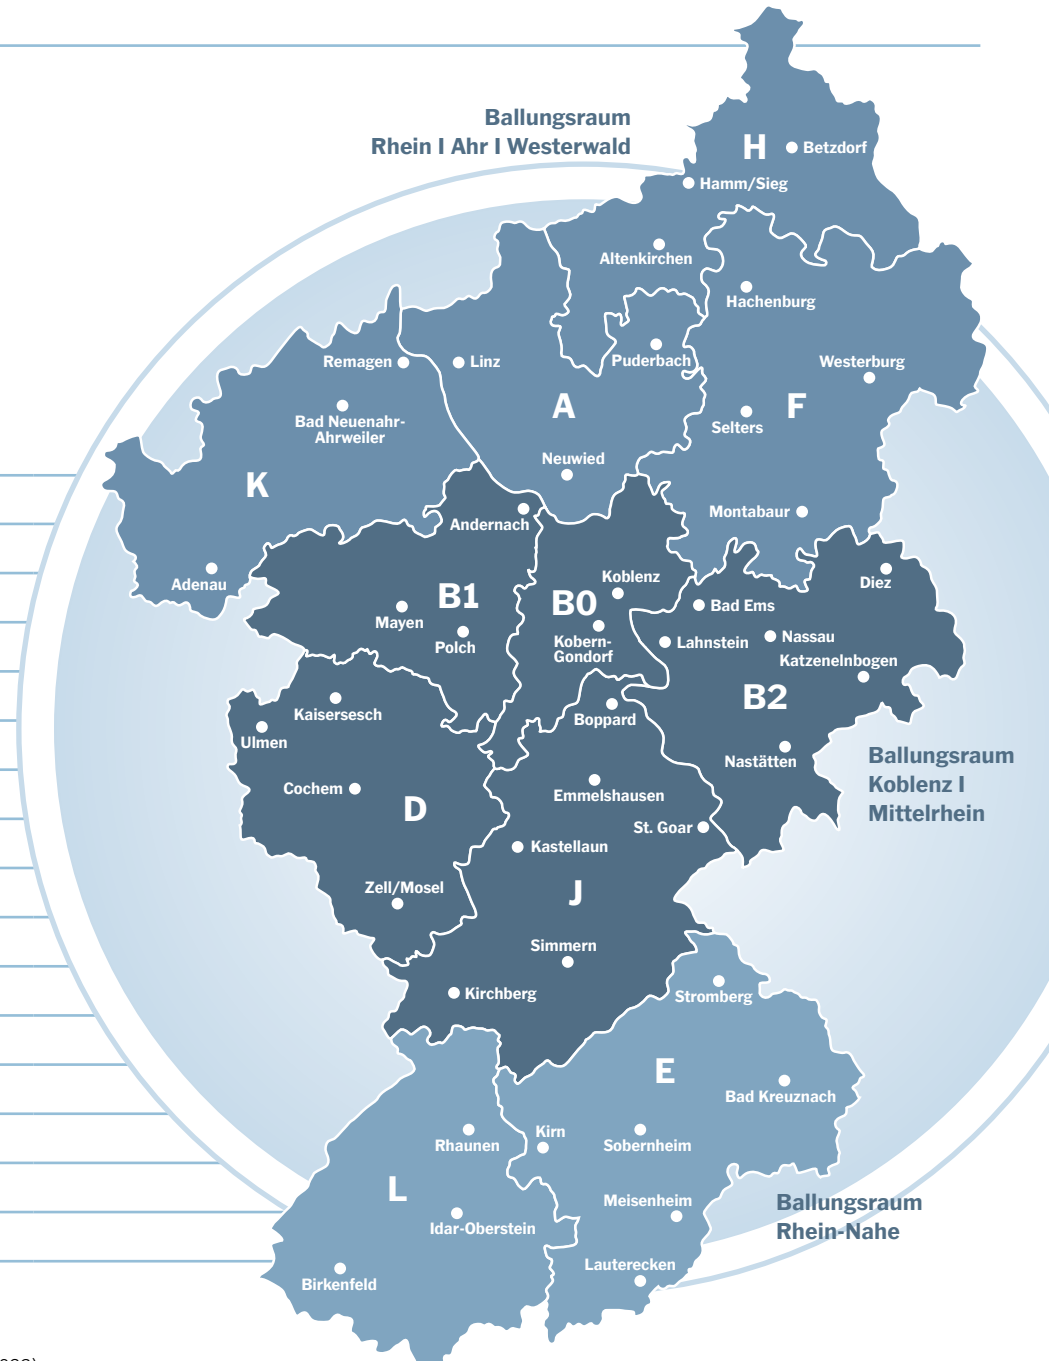 Ballungsraum
Rhein I Ahr I Westerwald
H
Betzdorf
Hamm/Sieg
Altenkirchen
Hachenburg
Puderbach
Westerburg
Remagen
Linz
A
F
Bad Neuenahr-
Ahrweiler
Selters
Neuwied
K
Montabaur
Andernach
Adenau
Diez
Koblenz
B1
B0
Bad Ems
Mayen
Polch
Kobern-
Gondorf
Lahnstein
Nassau
Katzenelnbogen
B2
Kaisersesch
Boppard
Ulmen
Nastätten
Ballungsraum
Koblenz I
Mittelrhein
Cochem
D
Emmelshausen
St. Goar
Kastellaun
Zell/Mosel
J
Simmern
Kirchberg
Stromberg
E
Bad Kreuznach
Rhaunen
Kirn
Sobernheim
L
Meisenheim
Ballungsraum
Rhein-Nahe
Idar-Oberstein
Lauterecken
Birkenfeld